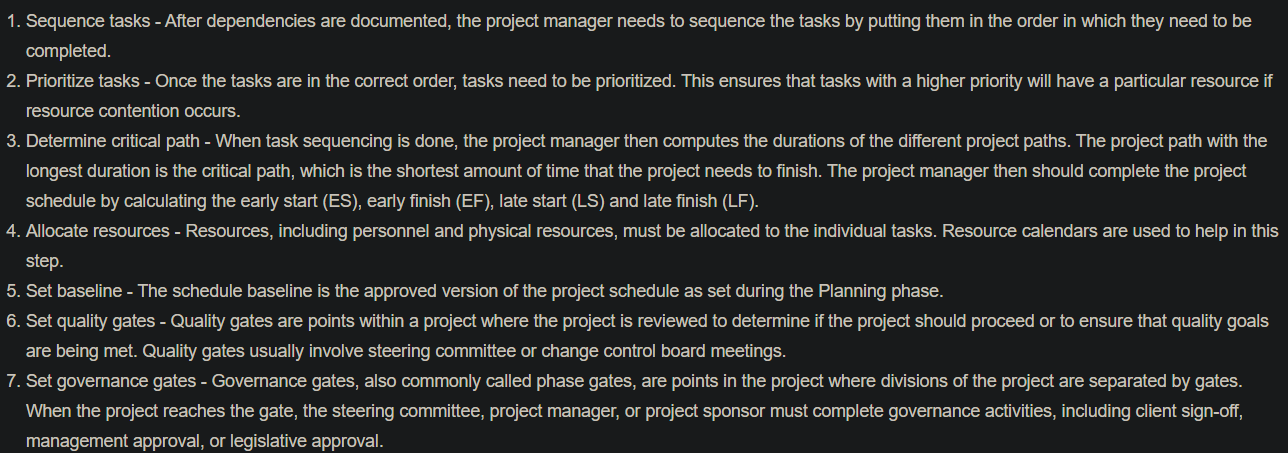 1. Sequence tasks - After dependencies are documented, the project manager needs to sequence the tasks by putting them in the order in which they need to be
completed.
2. Prioritize tasks - Once the tasks are in the correct order, tasks need to be prioritized. This ensures that tasks with a higher priority will have a particular resource if
resource contention occurs.
3. Determine critical path - When task sequencing is done, the project manager then computes the durations of the different project paths. The project path with the
longest duration is the critical path, which is the shortest amount of time that the project needs to finish. The project manager then should complete the project
schedule by calculating the early start (ES), early finish (EF), late start (LS) and late finish (LF).
4. Allocate resources - Resources, including personnel and physical resources, must be allocated to the individual tasks. Resource calendars are used to help in this
step.
5. Set baseline - The schedule baseline is the approved version of the project schedule as set during the Planning phase.
6. Set quality gates - Quality gates are points within a project where the project is reviewed to determine if the project should proceed or to ensure that quality goals
are being met. Quality gates usually involve steering committee or change control board meetings.
7. Set governance gates - Governance gates, also commonly called phase gates, are points in the project where divisions of the project are separated by gates.
When the project reaches the gate, the steering committee, project manager, or project sponsor must complete governance activities, including client sign-off,
management approval, or legislative approval.